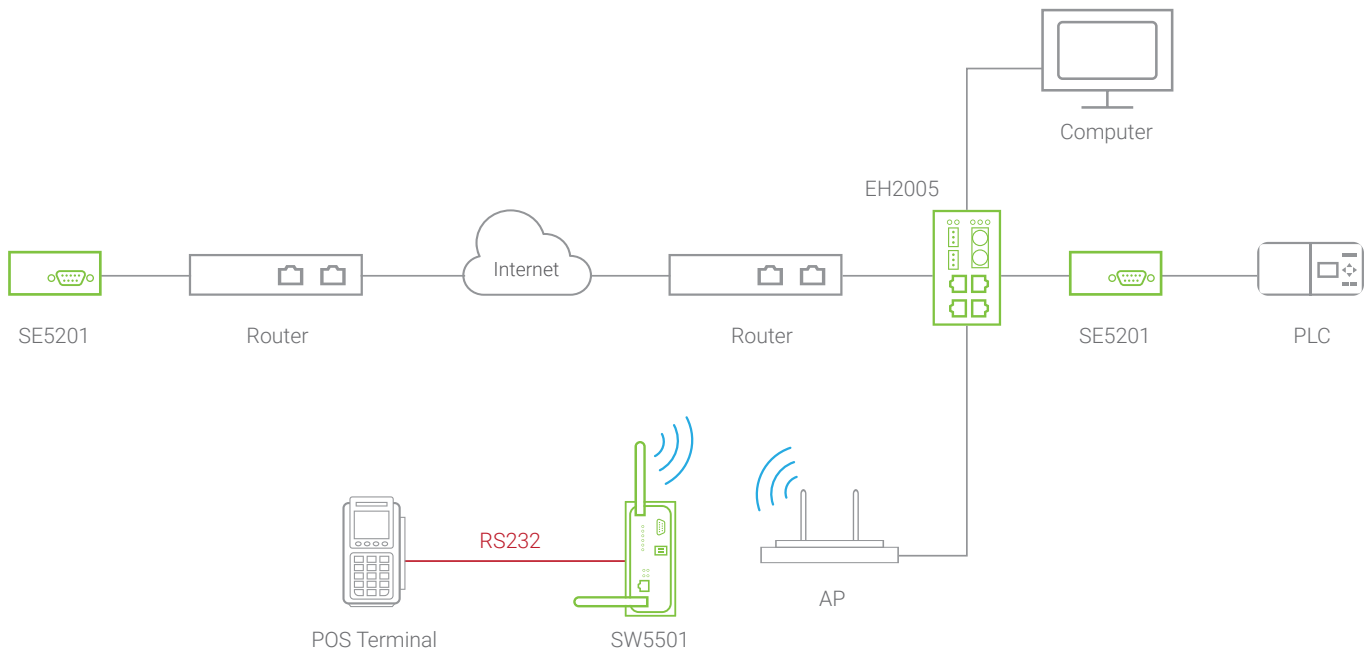 Computer
EH2005
Internet
SE5201
Router
Router
SE5201
PLC
RS232
AP
POS Terminal
SW5501